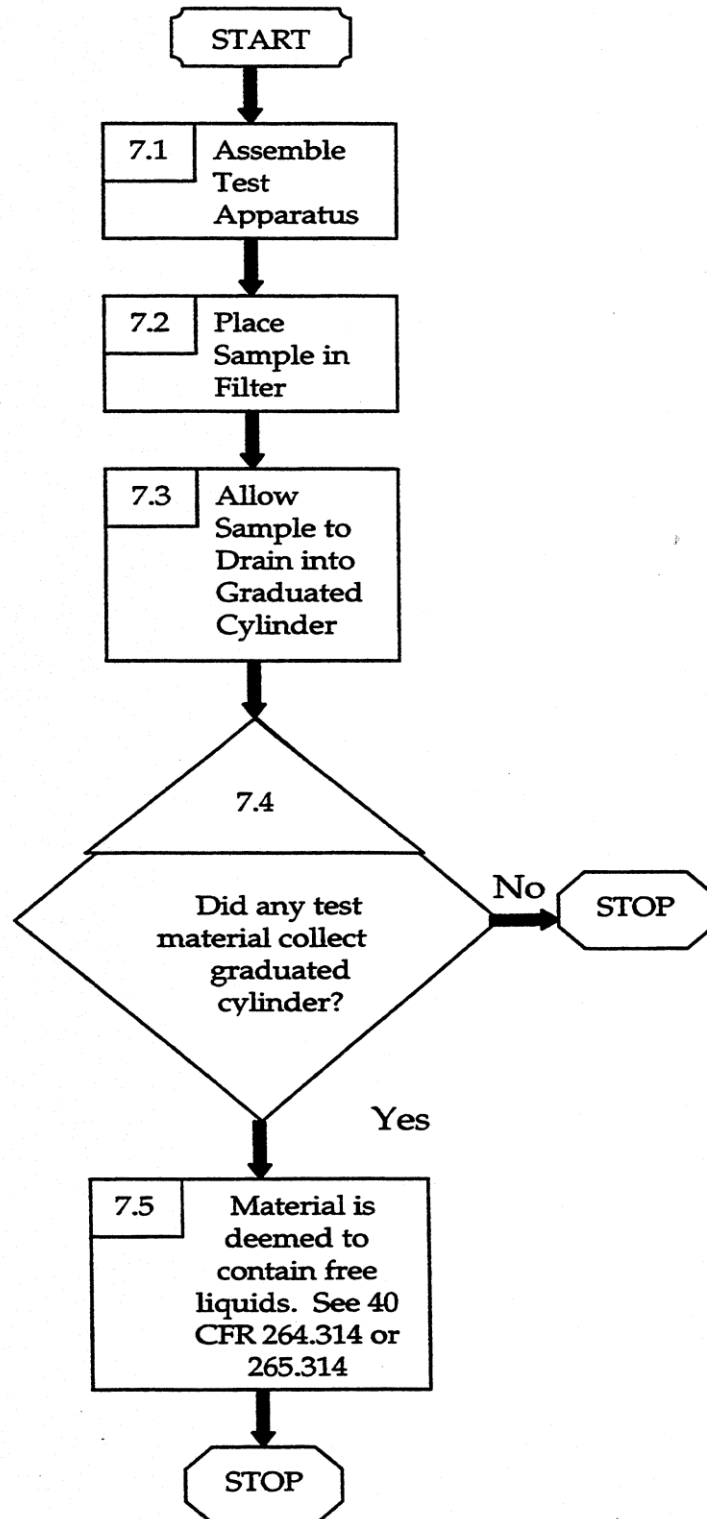 START
7.1
Assemble
Test
Apparatus
7.2
Place
Sample in
Filter
7.3
Allow
Sample to
Drain into
Graduated
Cylinder
7.4
Did any test
material collect
graduated
cylinder?
No
STOP
Yes
7.5
Material is
deemed to
contain free
liquids. See 40
CFR 264.314 or
265.314
STOP